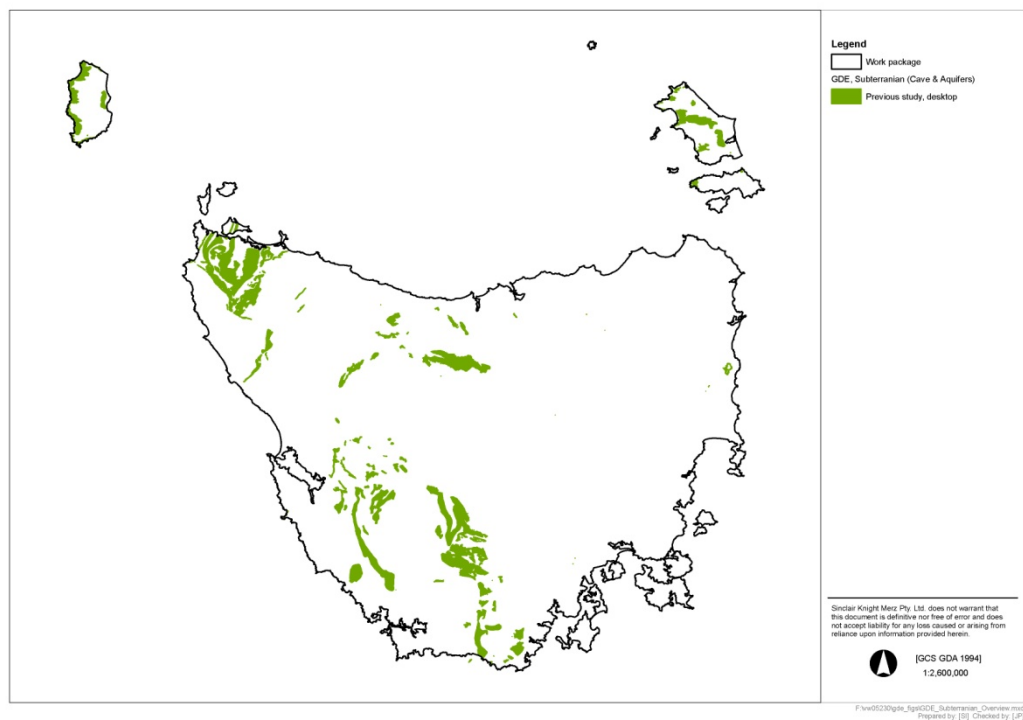 Legend
Work package
GDE, Subterranian (Cave & Aquifers)
Previous study, desktop
Sinclair Knight Merz Pty. Ltd. does not warrant that
this document is definitive nor free of error and does
not accept liability for any loss caused or arising from
reliance upon information provided herein.
[GCS GDA 1994]
1:2,600,000
Prepared by: [SI] Checked by: [JP